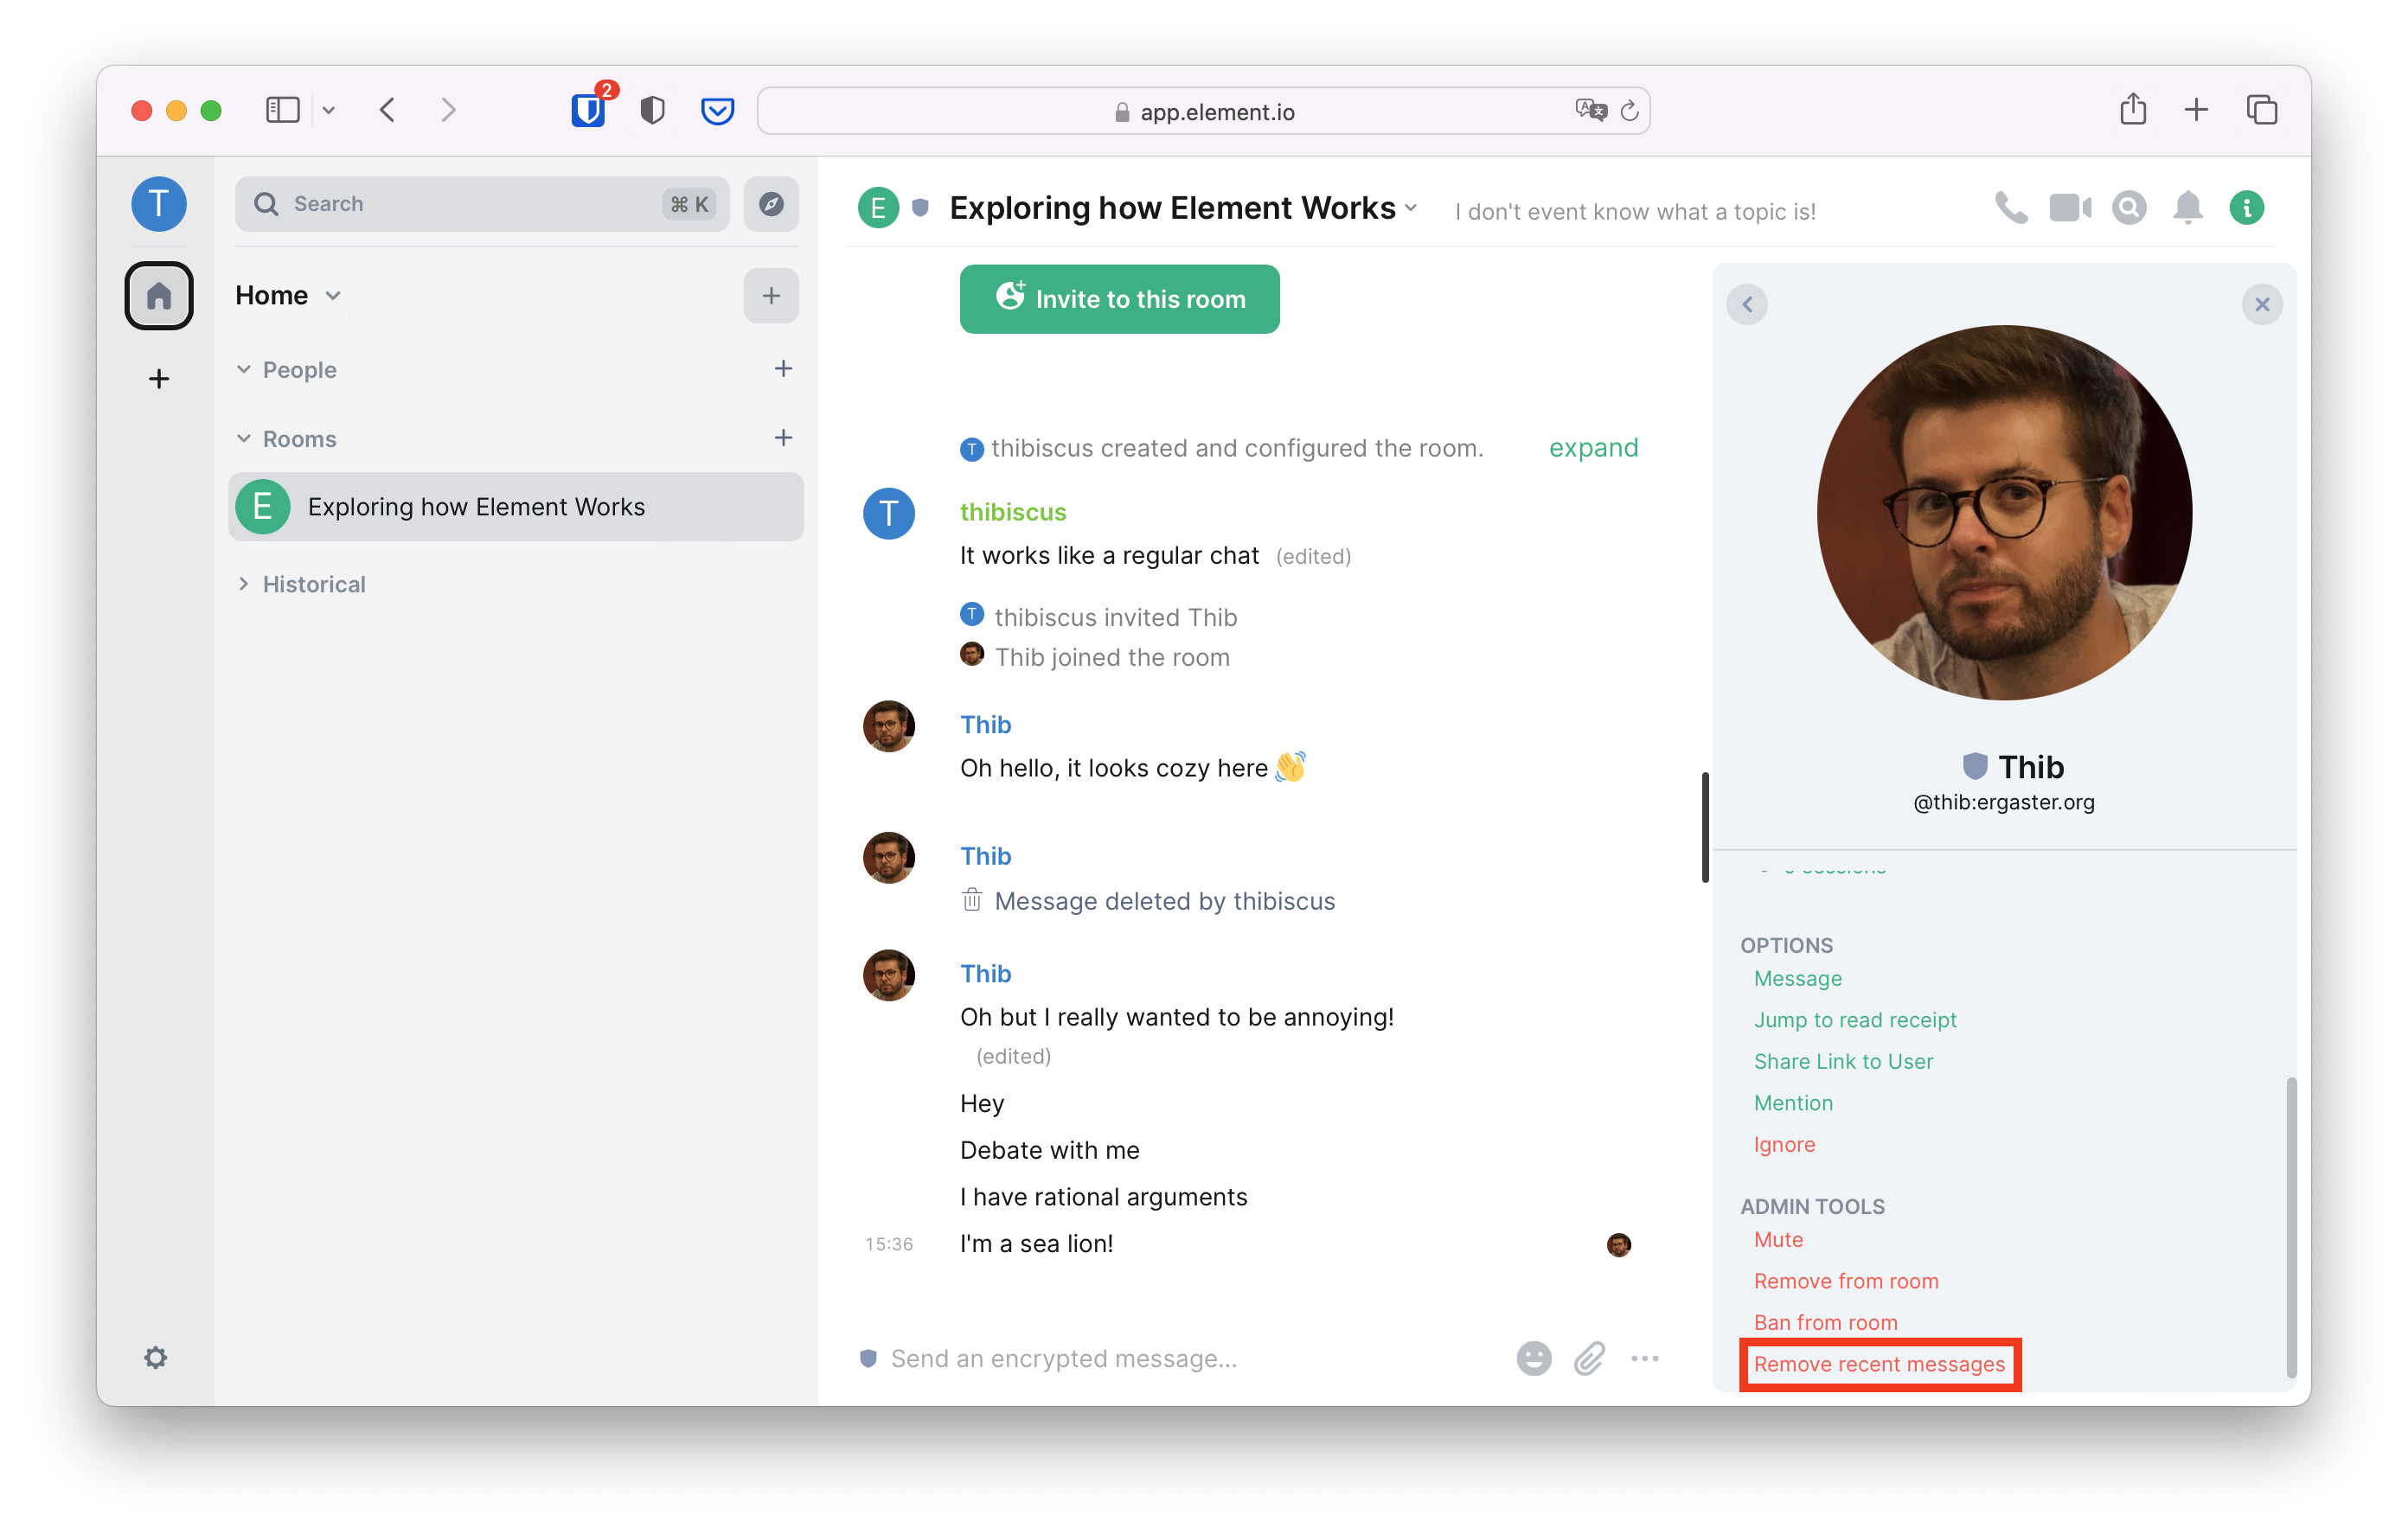 2
app.element.io
T
Search
⌘ K
Home
People
Rooms
E
Exploring how Element Works
Historical
E
Exploring how Element Works
I don't event know what a topic is!
Invite to this room
T thibiscus created and configured the room.
expand
T
thibiscus
It works like a regular chat (edited)
T thibiscus invited Thib
Thib joined the room
Thib
Oh hello, it looks cozy here 👋
Thib
Message deleted by thibiscus
Thib
Oh but I really wanted to be annoying!
(edited)
Hey
Debate with me
I have rational arguments
15:36 I'm a sea lion!
Send an encrypted message...
Thib
@thib:ergaster.org
sessions
OPTIONS
Message
Jump to read receipt
Share Link to User
Mention
Ignore
ADMIN TOOLS
Mute
Remove from room
Ban from room
Remove recent messages